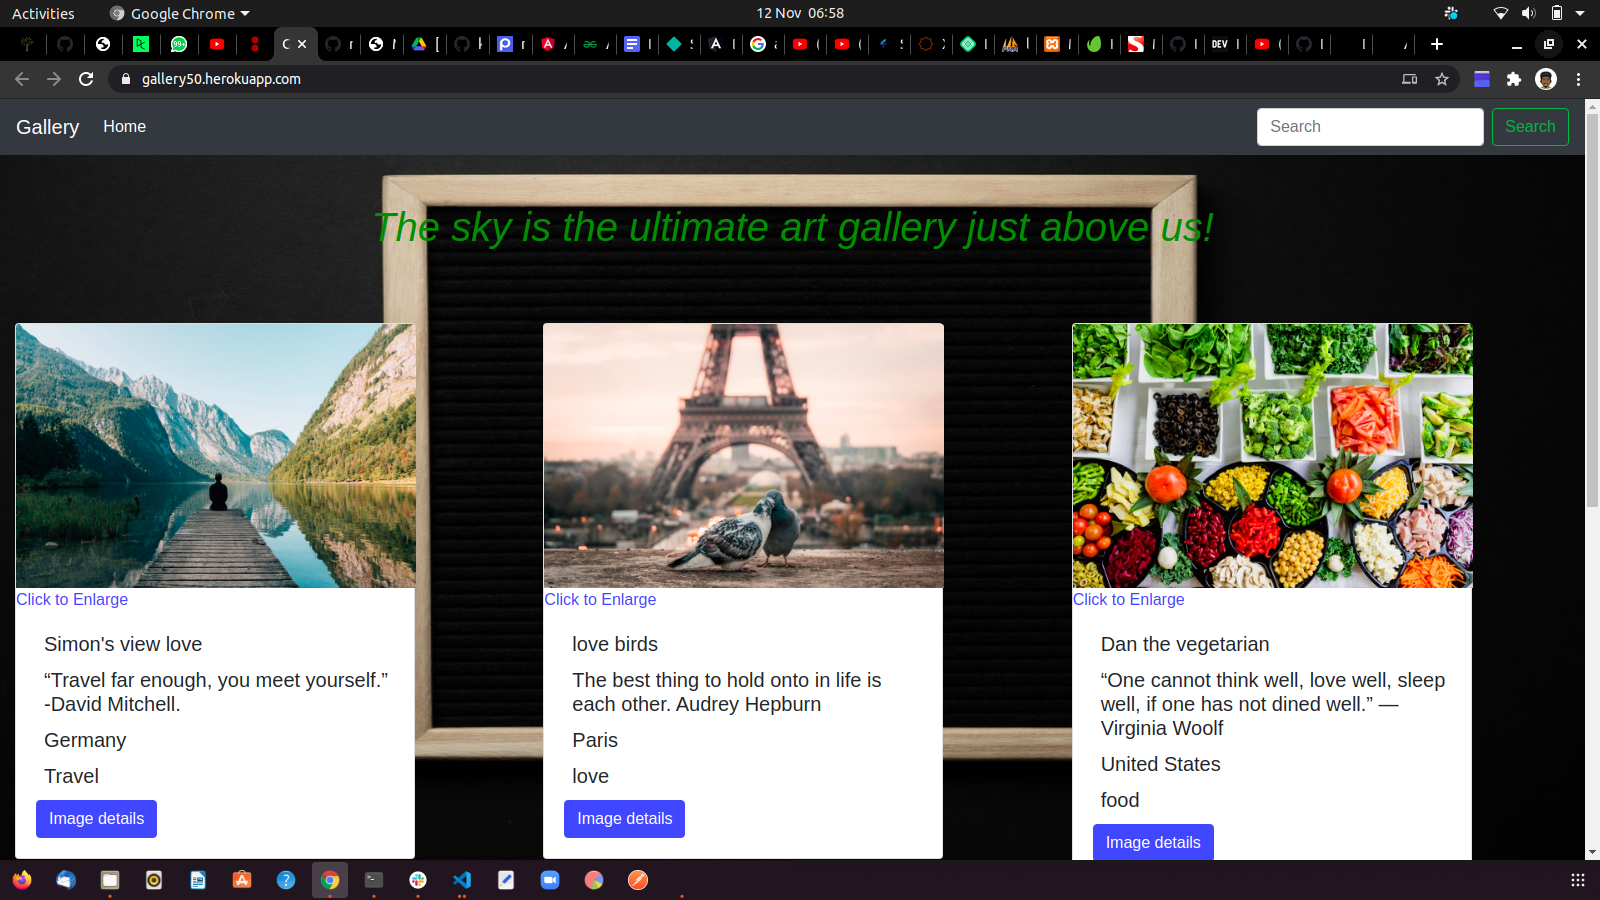 Activities
Google Chrome
12 Nov 06:58
gallery50.herokuapp.com
Gallery
Home
Search
Search
The sky is the ultimate art gallery just above us!
Click to Enlarge
Simon's view love
“Travel far enough, you meet yourself.”
-David Mitchell.
Germany
Travel
Image details
Click to Enlarge
love birds
The best thing to hold onto in life is
each other. Audrey Hepburn
Paris
love
Image details
Click to Enlarge
Dan the vegetarian
“One cannot think well, love well, sleep
well, if one has not dined well.” —
Virginia Woolf
United States
food
Image details